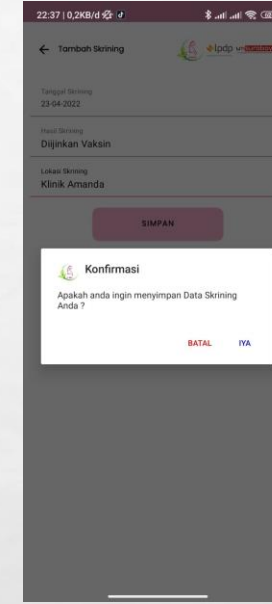 22:37 | 0,2KB/d
Tambah Skrining
lpdp
Tanggal Skrining
23-04-2022
Hasil Skrining
Diijinkan Vaksin
Lokasi Skrining
Klinik Amanda
SIMPAN
Konfirmasi
Apakah anda ingin menyimpan Data Skrining
Anda ?
BATAL IYA